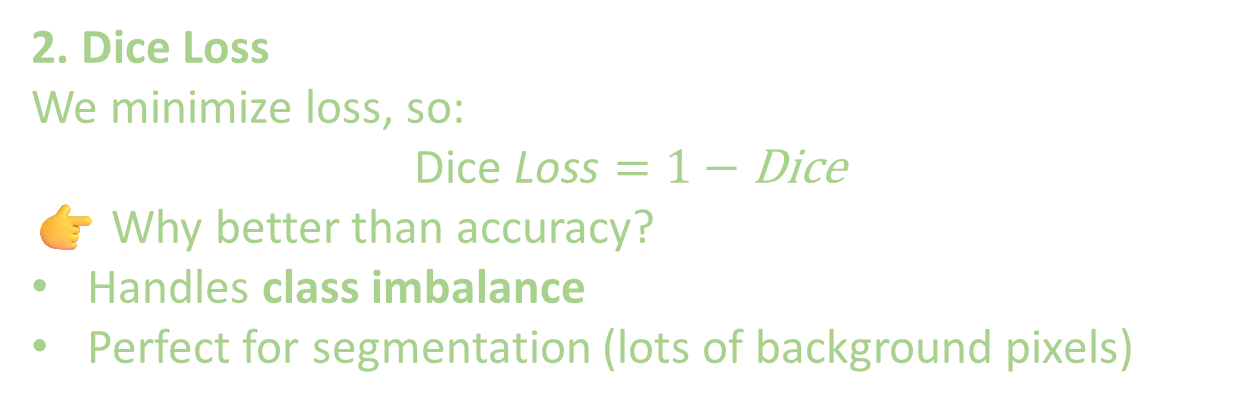 2. Dice Loss
We minimize loss, so:
Dice Loss = 1 − Dice
👉 Why better than accuracy?
• Handles class imbalance
• Perfect for segmentation (lots of background pixels)